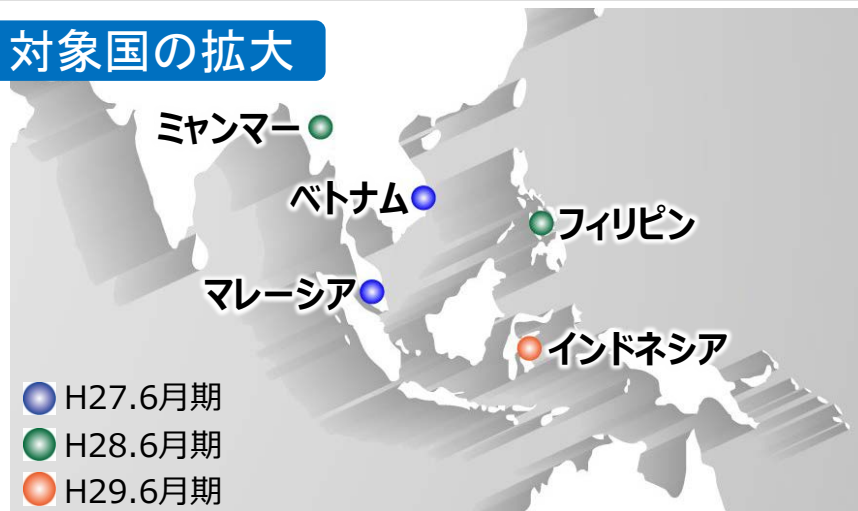 対象国の拡大
ミャンマー
ベトナム
フィリピン
マレーシア
インドネシア
H27.6月期
H28.6月期
H29.6月期